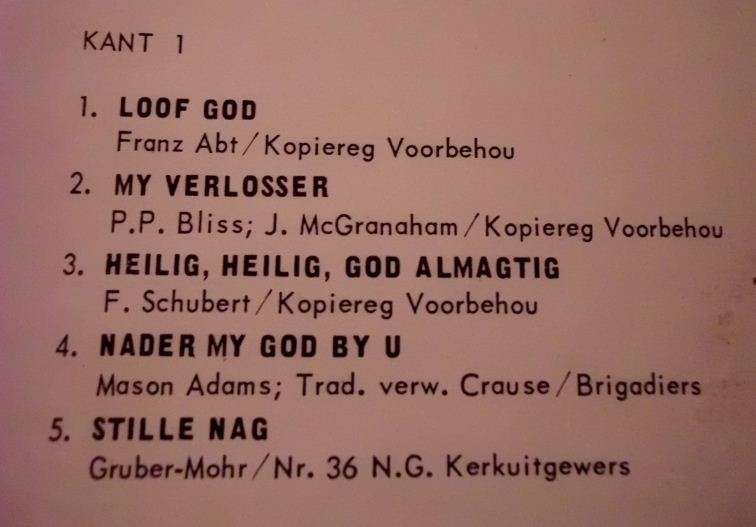 KANT 1
1. LOOF GOD
Franz Abt/Kopiereg Voorbehou
2. MY VERLOSSER
P.P. Bliss; J. McGranaham/Kopiereg Voorbehou
3. HEILIG, HEILIG, GOD ALMAGTIG
F. Schubert/Kopiereg Voorbehou
4. NADER MY GOD BY U
Mason Adams; Trad. verw. Crause/Brigadiers
5. STILLE NAG
Gruber-Mohr/Nr. 36 N.G. Kerkuitgewers